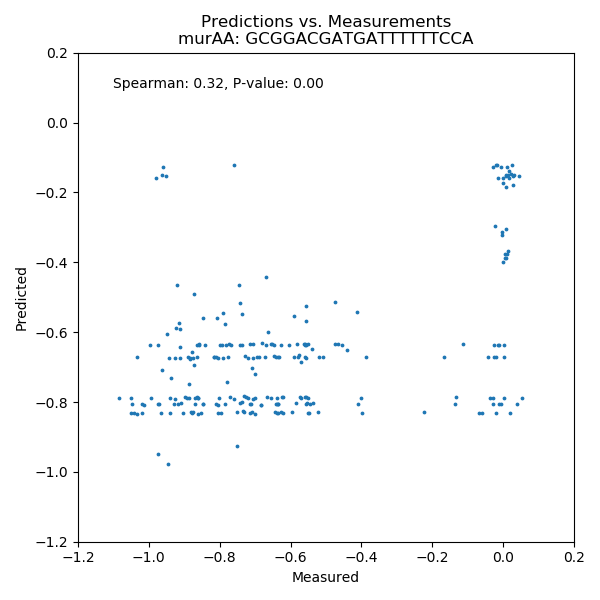 Predictions vs. Measurements
murAA: GCGGACGATGATTTTTTCCA
Spearman: 0.32, P-value: 0.00
0.2
0.0
−0.2
−0.4
−0.6
−0.8
−1.0
−1.2
Predicted
−1.2 −1.0 −0.8 −0.6 −0.4 −0.2 0.0 0.2
Measured